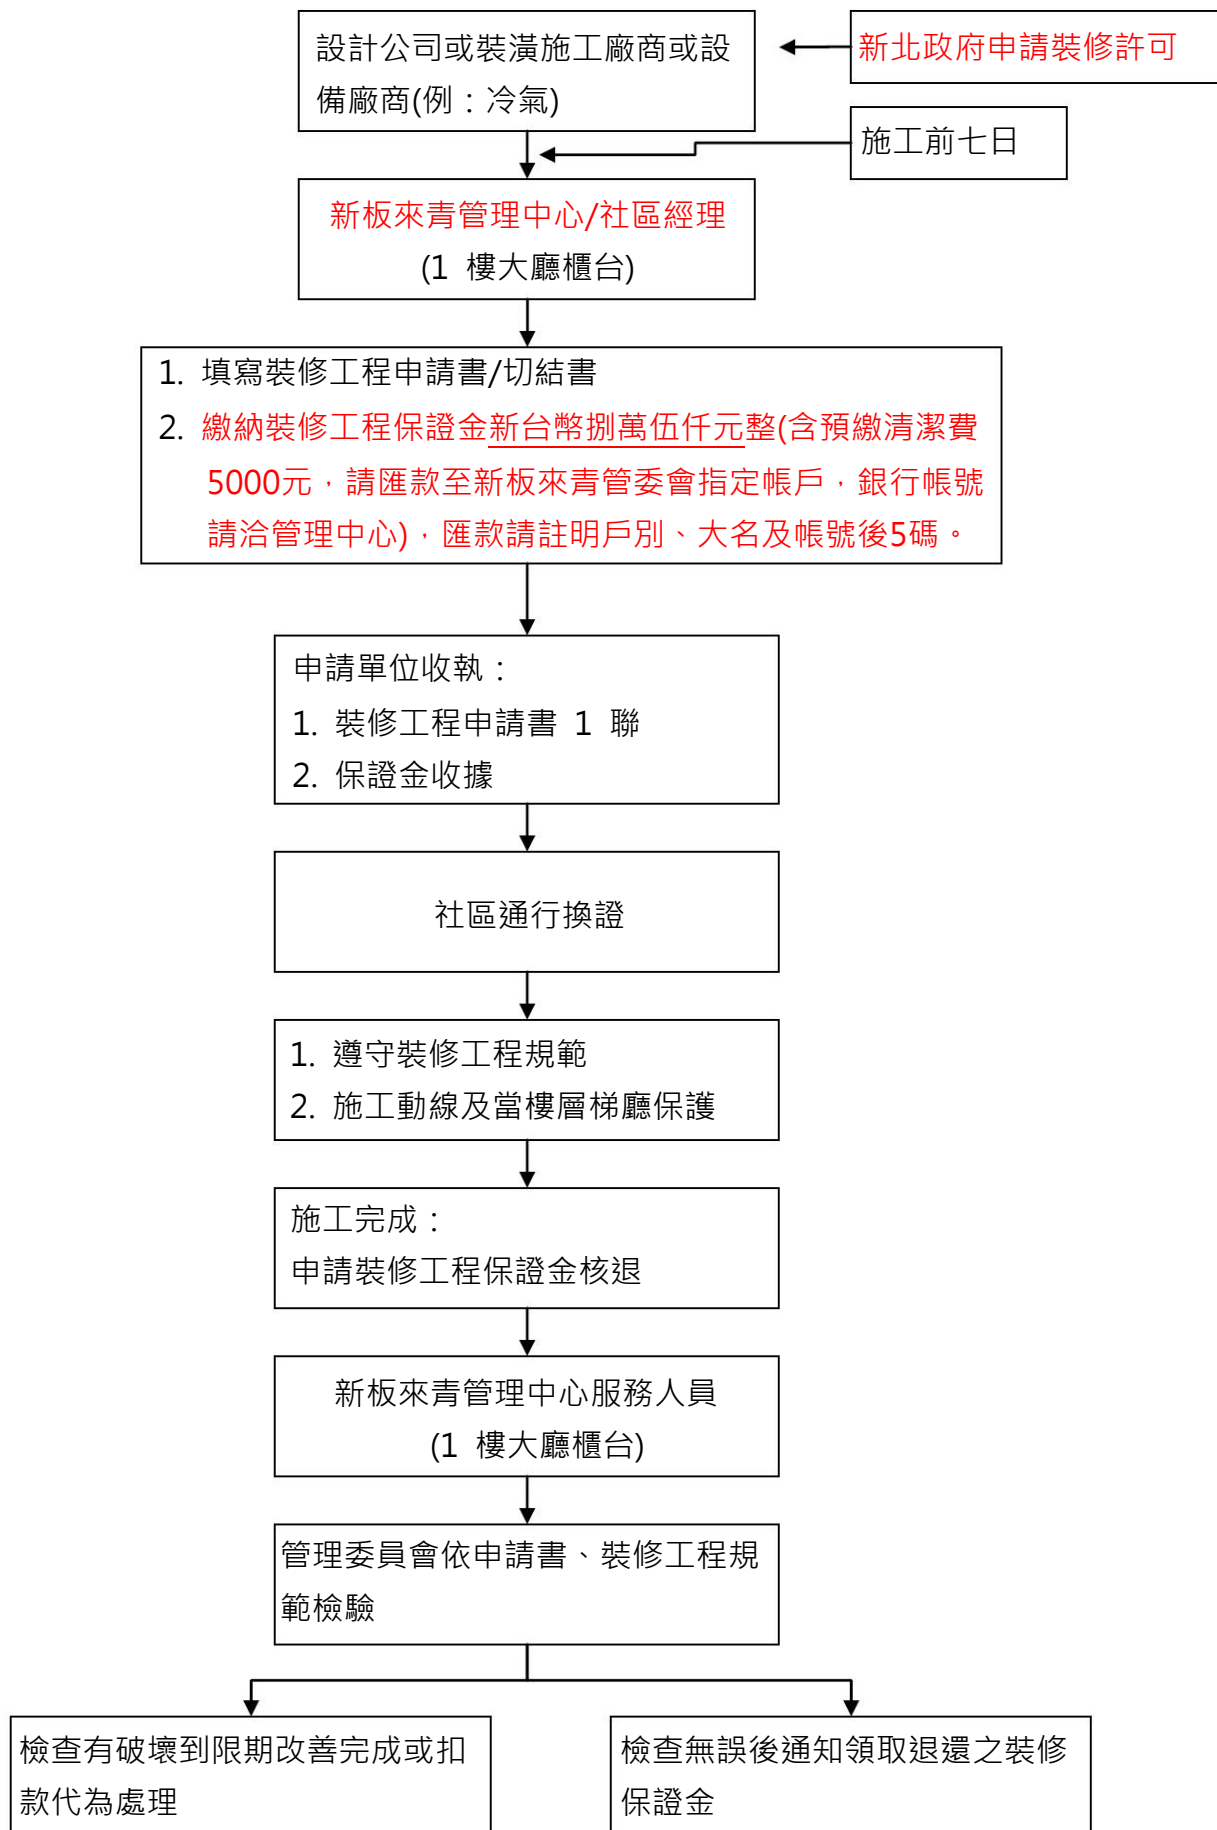 設計公司或裝潢施工廠商或設
備廠商(例：冷氣)
新北政府申請裝修許可
施工前七日
新板來青管理中心/社區經理
(1 樓大廳櫃台)
1. 填寫裝修工程申請書/切結書
2. 繳納裝修工程保證金新台幣捌萬伍仟元整(含預繳清潔費
5000元，請匯款至新板來青管委會指定帳戶，銀行帳號
請洽管理中心)，匯款請註明戶別、大名及帳號後5碼。
申請單位收執：
1. 裝修工程申請書 1 聯
2. 保證金收據
社區通行換證
1. 遵守裝修工程規範
2. 施工動線及當樓層梯廳保護
施工完成：
申請裝修工程保證金核退
新板來青管理中心服務人員
(1 樓大廳櫃台)
管理委員會依申請書、裝修工程規
範檢驗
檢查有破壞到限期改善完成或扣
款代為處理
檢查無誤後通知領取退還之裝修
保證金